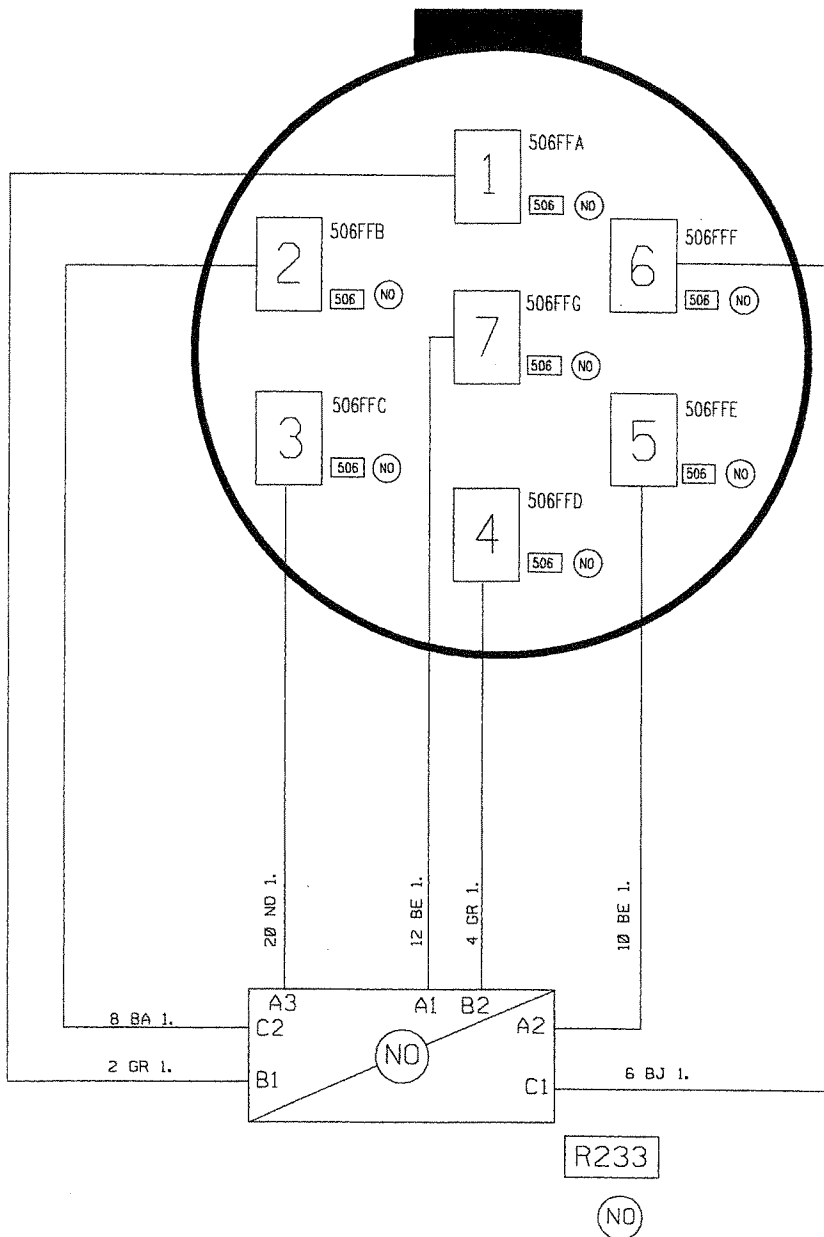 506FFA
1
506 NO
506FFB
2
506 NO
506FFF
6
506 NO
506FFG
7
506 NO
506FFC
3
506 NO
506FFE
5
506 NO
506FFD
4
506 NO
20 NO 1.
12 BE 1.
4 GR 1.
10 BE 1.
A3 A1 B2
8 BA 1. C2 A2
NO
2 GR 1. B1 C1 6 BJ 1.
R233
NO